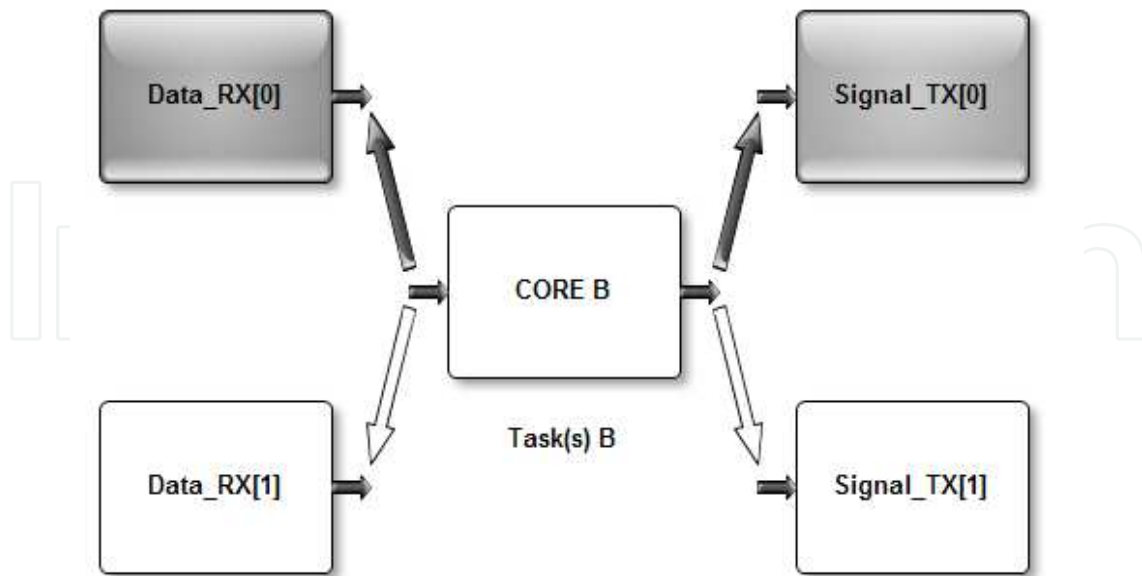 Data_RX[0]
Signal_TX[0]
CORE B
Task(s) B
Data_RX[1]
Signal_TX[1]